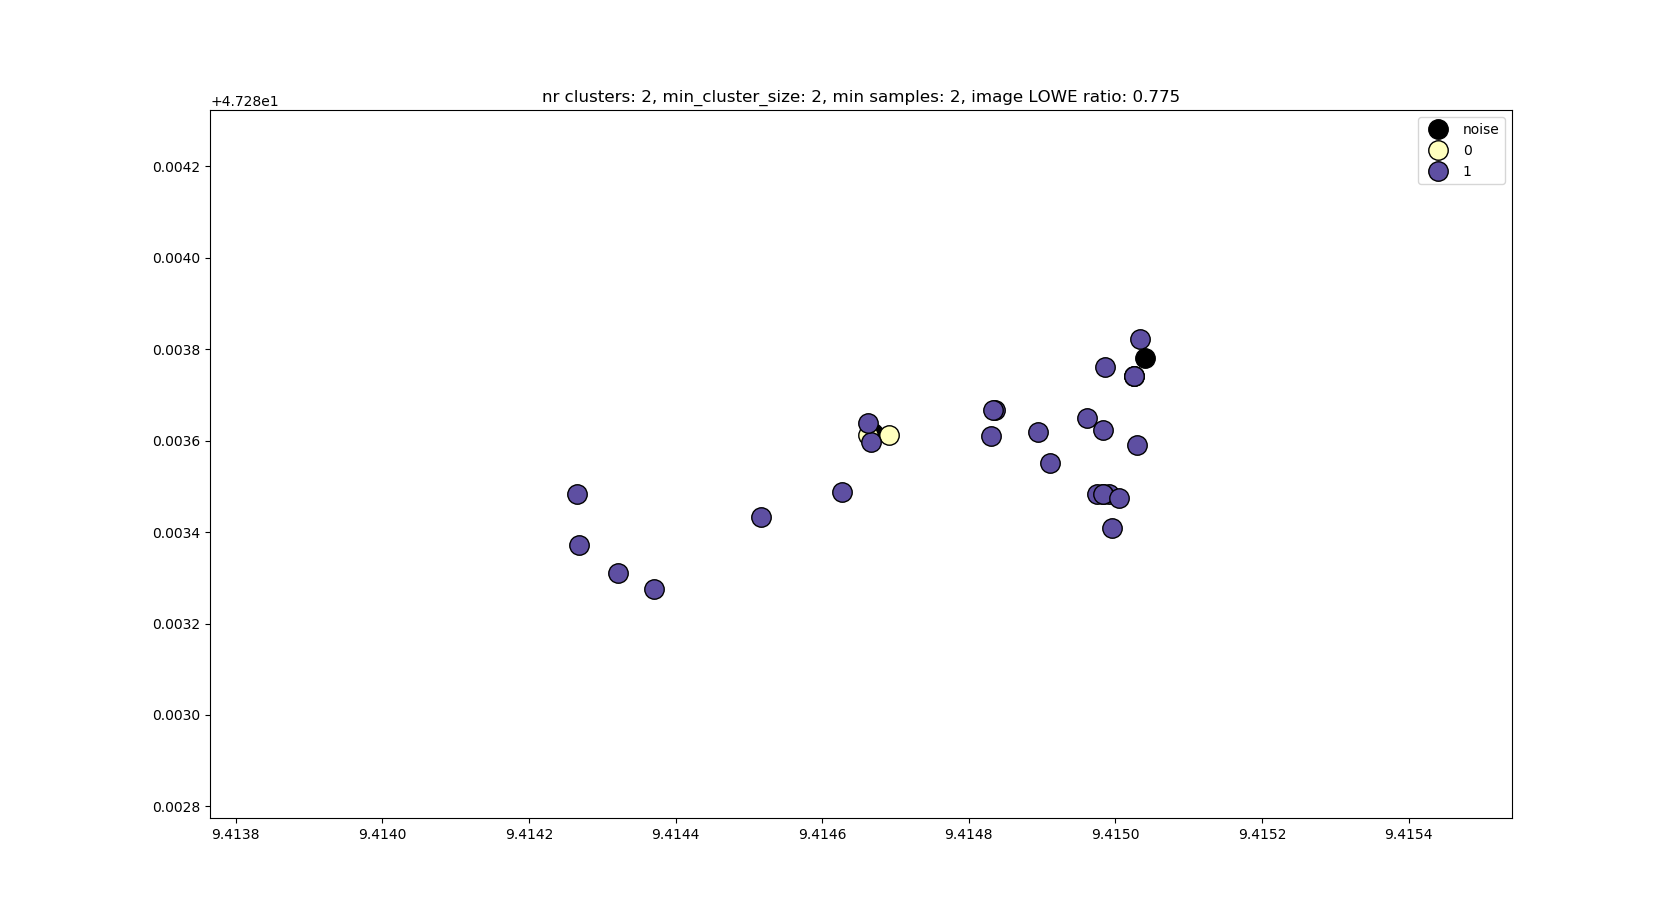 nr clusters: 2, min_cluster_size: 2, min samples: 2, image LOWE ratio: 0.775
+4.728e1
noise
0
1
0.0042
0.0040
0.0038
0.0036
0.0034
0.0032
0.0030
0.0028
9.4138 9.4140 9.4142 9.4144 9.4146 9.4148 9.4150 9.4152 9.4154